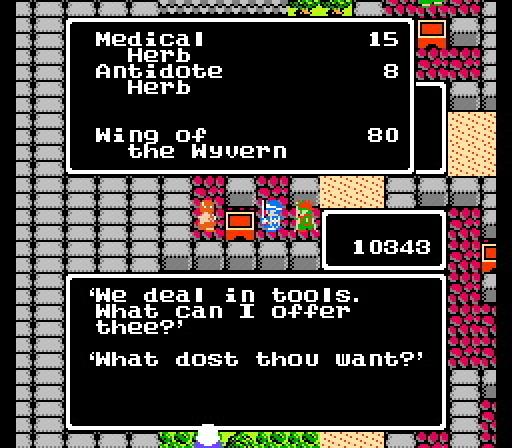 Medical 15
Herb
Antidote 8
Herb
Wing of 80
the Wyvern
10343
‘We deal in tools.
What can I offer
thee?’
‘What dost thou want?’